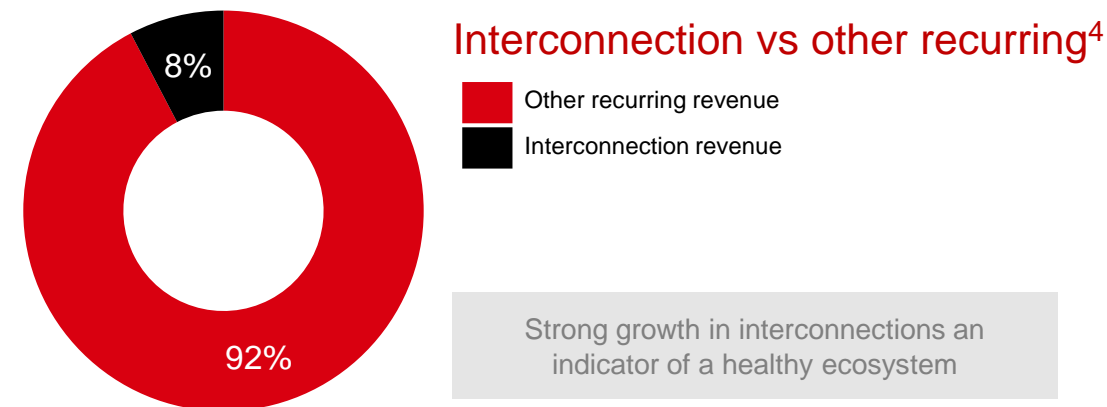 Interconnection vs other recurring4
8%
Other recurring revenue
Interconnection revenue
Strong growth in interconnections an
indicator of a healthy ecosystem
92%